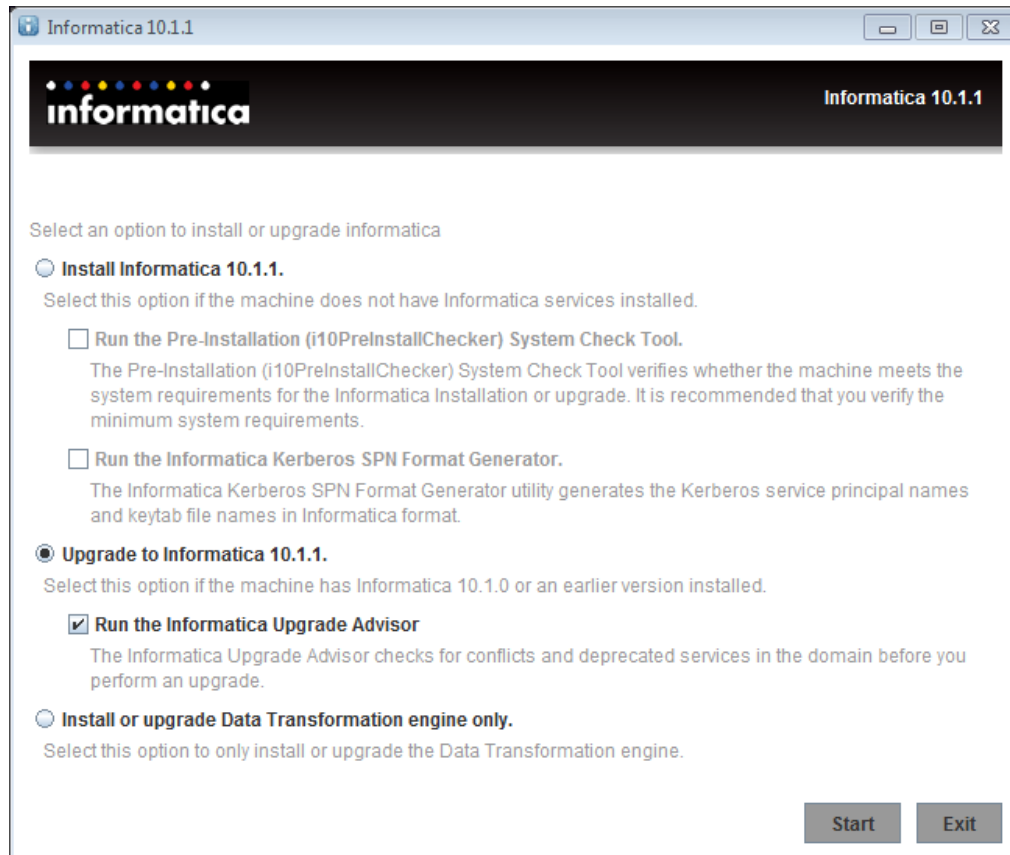 Informatica 10.1.1
informatica
Informatica 10.1.1
Select an option to install or upgrade informatica
Install Informatica 10.1.1.
Select this option if the machine does not have Informatica services installed.
Run the Pre-Installation (i10PreInstallChecker) System Check Tool.
The Pre-Installation (i10PreInstallChecker) System Check Tool verifies whether the machine meets the
system requirements for the Informatica Installation or upgrade. It is recommended that you verify the
minimum system requirements.
Run the Informatica Kerberos SPN Format Generator.
The Informatica Kerberos SPN Format Generator utility generates the Kerberos service principal names
and keytab file names in Informatica format.
Upgrade to Informatica 10.1.1.
Select this option if the machine has Informatica 10.1.0 or an earlier version installed.
Run the Informatica Upgrade Advisor
The Informatica Upgrade Advisor checks for conflicts and deprecated services in the domain before you
perform an upgrade.
Install or upgrade Data Transformation engine only.
Select this option to only install or upgrade the Data Transformation engine.
Start Exit